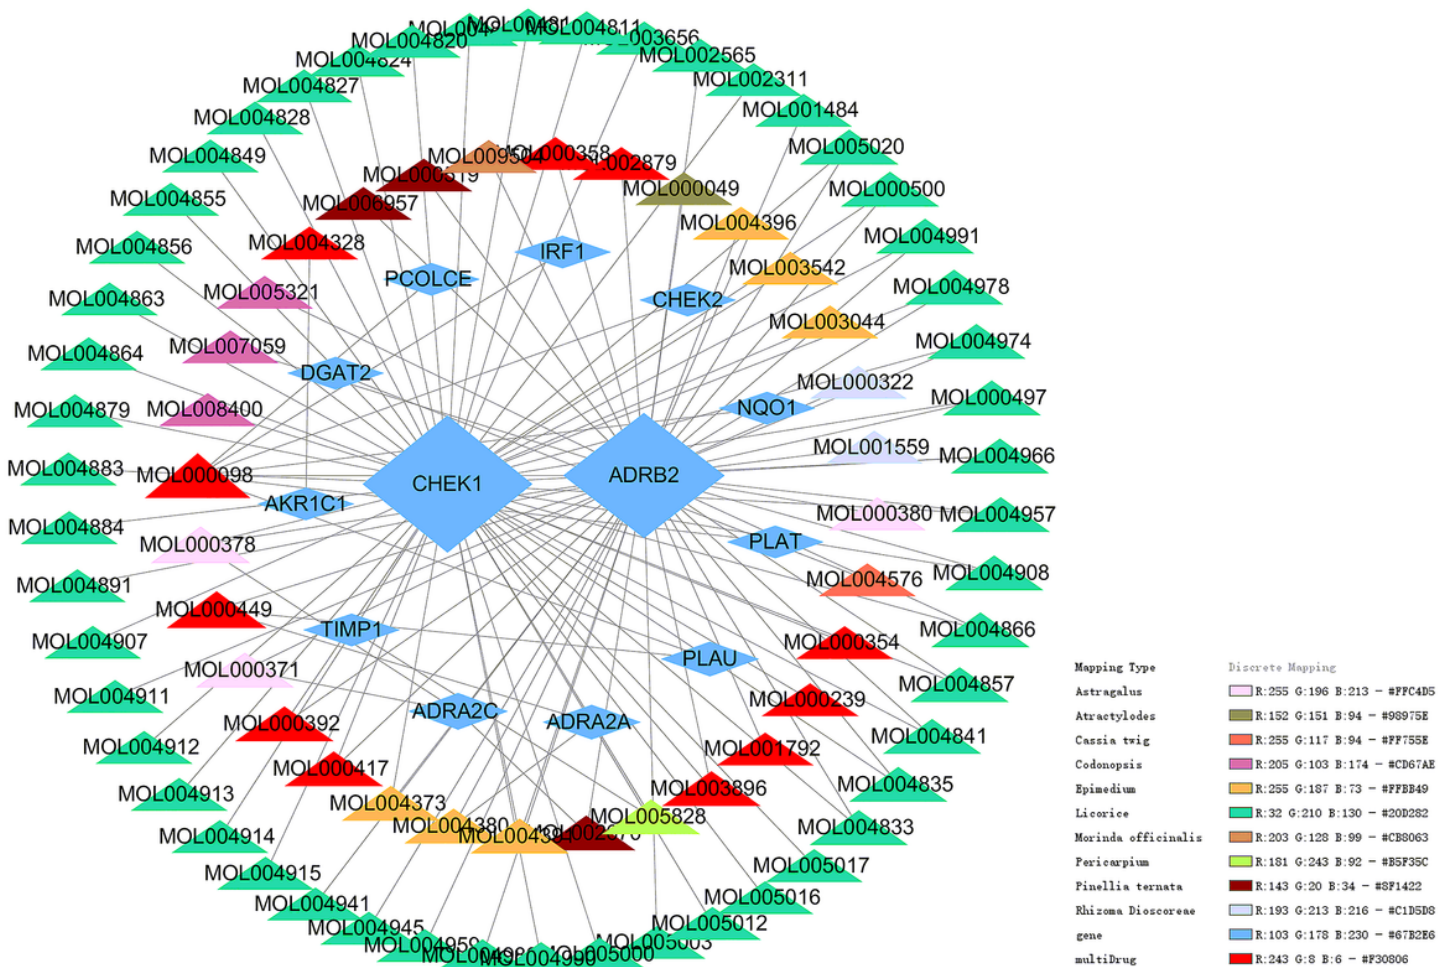 MOL004811
MOL004820
MOL002565
MOL004824
MOL002311
MOL004827
MOL001484
MOL004828
MOL005020
MOL004849
MOL000358
MOL009504
MOL002879
MOL000049
MOL000500
MOL004855
MOL006957
MOL004396
MOL004991
MOL004856
MOL004328
IRF1
MOL003542
PCOLCE
MOL004978
MOL004863
MOL005321
CHEK2
MOL003044
MOL004974
MOL004864
MOL007059
DGAT2
MOL000322
MOL000497
MOL004879
MOL008400
NQO1
MOL001559
MOL004966
MOL004883
MOL000098
CHEK1
ADRB2
AKR1C1
MOL000380
MOL004957
MOL004884
MOL000378
PLAT
MOL004576
MOL004908
MOL004891
MOL000449
TIMP1
MOL004866
MOL004907
MOL000354
PLAU
MOL000371
MOL004857
MOL004911
MOL000239
MOL000392
ADRA2C
ADRA2A
MOL004841
MOL004912
MOL001792
MOL000417
MOL004835
MOL004913
MOL003896
MOL004373
MOL005828
MOL004380
MOL004833
MOL004914
MOL005017
MOL004915
MOL005016
MOL004941
MOL005012
MOL004945
MOL005003
MOL004959
MOL005000
MOL004990
Mapping Type Discrete Mapping
Astragalus R:255 G:196 B:213 - #FFC4D5
Atractylodes R:152 G:151 B:94 - #98975E
Cassia twig R:255 G:117 B:94 - #FF755E
Codonopsis R:205 G:103 B:174 - #CD67AE
Epimedium R:255 G:187 B:73 - #FFBB49
Licorice R:32 G:210 B:130 - #20D282
Morinda officinalis R:203 G:128 B:99 - #CB8063
Pericarpium R:181 G:243 B:92 - #B5F35C
Pinellia ternata R:143 G:20 B:34 - #8F1422
Rhizoma Dioscoreae R:193 G:213 B:216 - #C1D5D8
gene R:103 G:178 B:230 - #67B2E6
multiDrug R:243 G:8 B:6 - #F30806